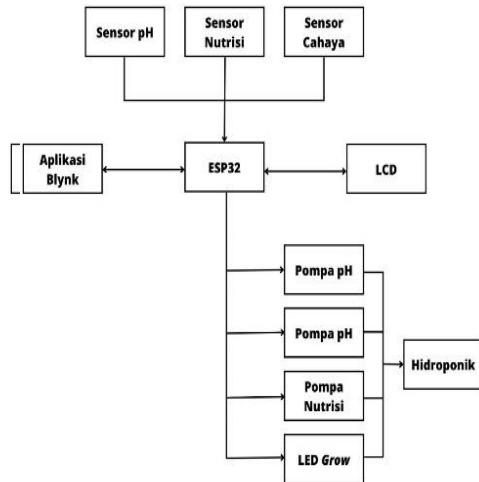 Sensor pH
Sensor
Nutrisi
Sensor
Cahaya
Aplikasi
Blynk
ESP32
LCD
Pompa pH
Pompa pH
Pompa
Nutrisi
LED Grow
Hidroponik